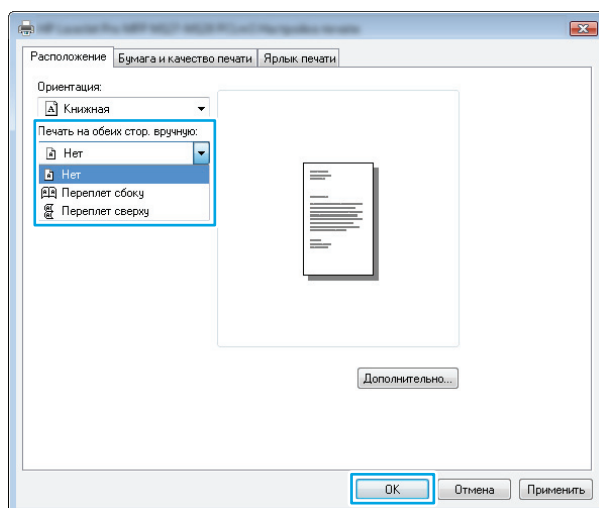 Расположение Бумага и качество печати Ярлык печати
Ориентация:
Книжная
Печать на обеих стор. вручную:
Нет
Нет
Переплет сбоку
Переплет сверху
Дополнительно...
OK Отмена Применить